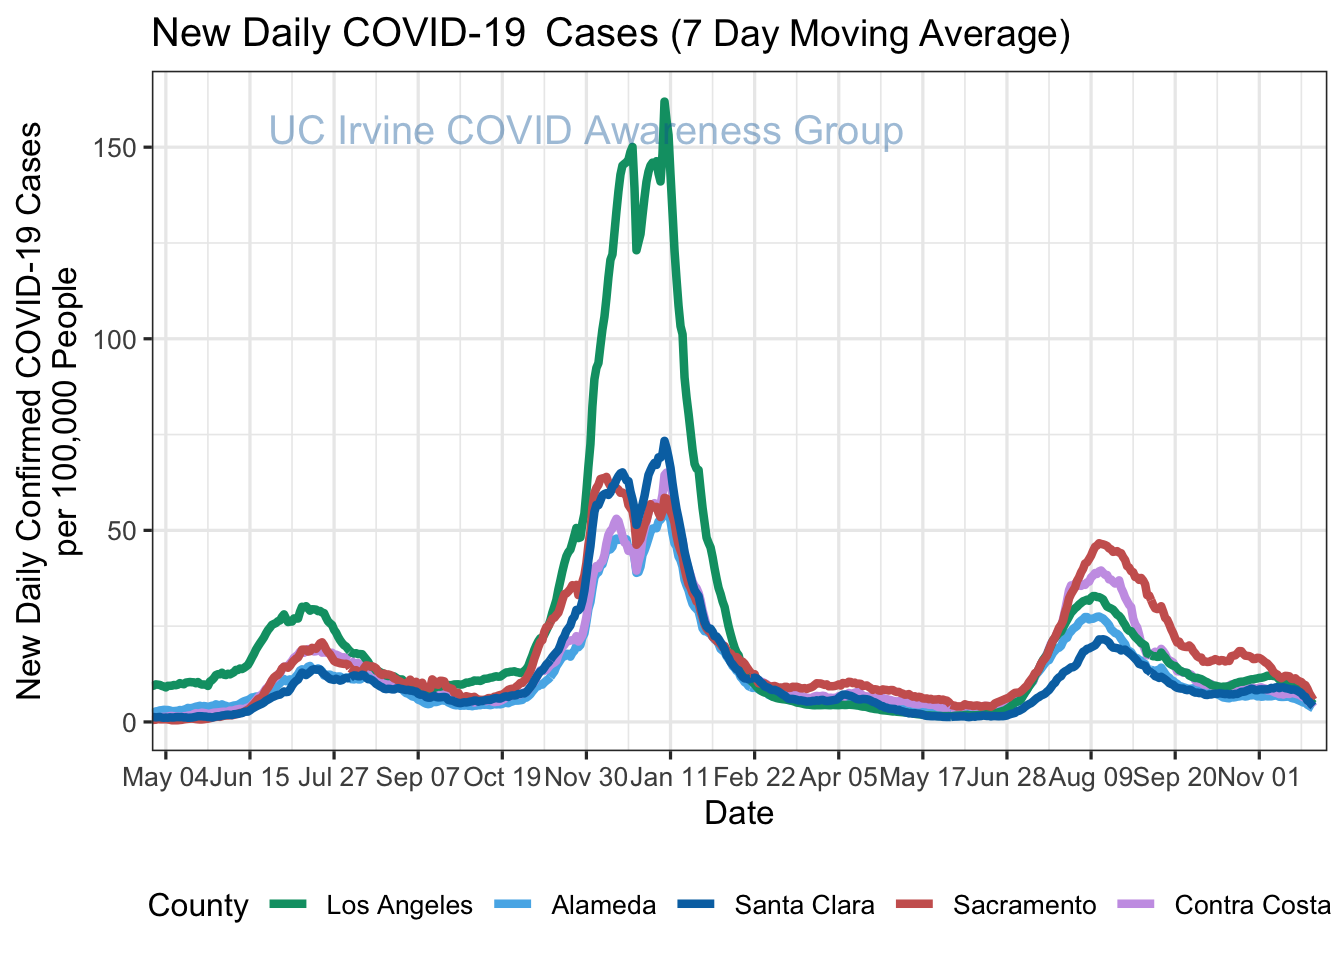 New Daily COVID-19  Cases (7 Day Moving Average)
UC Irvine COVID Awareness Group
New Daily Confirmed COVID-19 Cases
per 100,000 People
150
100
50
0
May 04 Jun 15 Jul 27 Sep 07 Oct 19 Nov 30 Jan 11 Feb 22 Apr 05 May 17 Jun 28 Aug 09 Sep 20 Nov 01
Date
County Los Angeles Alameda Santa Clara Sacramento Contra Costa